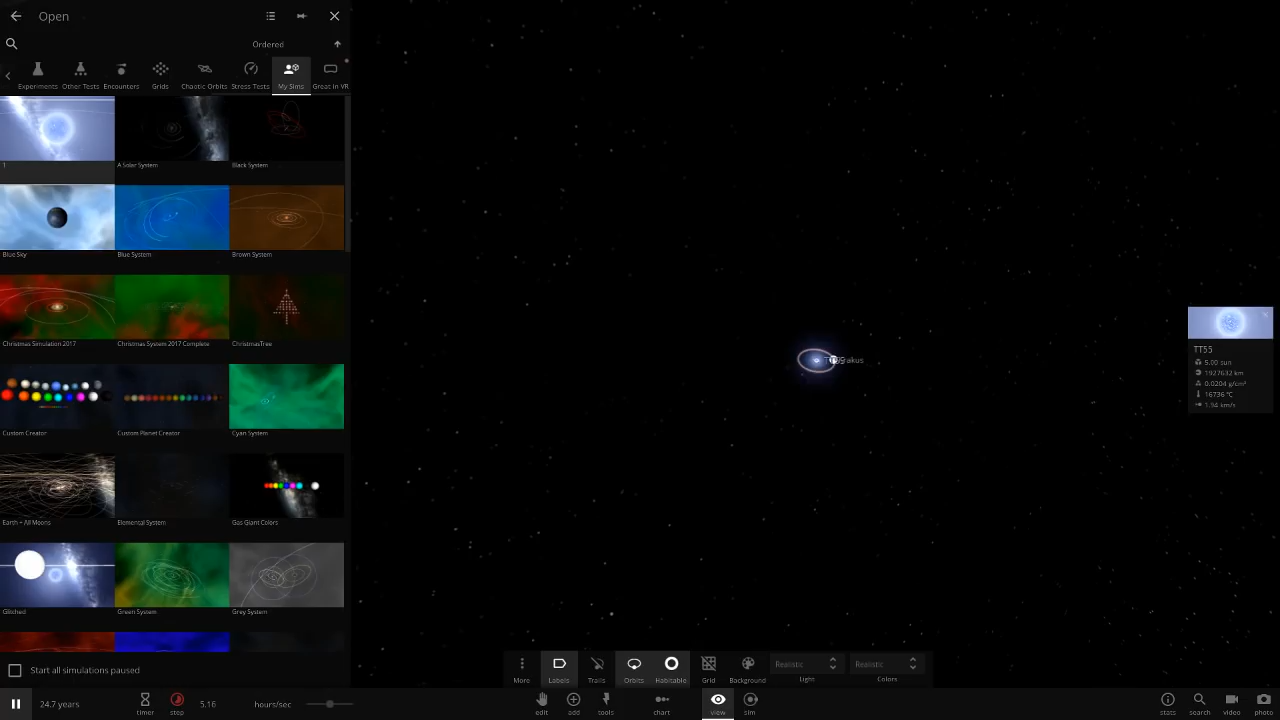 Open
Ordered
Experiments
Other Tests
Encounters
Grids
Chaotic Orbits
Stress Tests
My Sims
Great in VR
1
A Solar System
Black System
Blue Sky
Blue System
Brown System
Christmas Simulation 2017
Christmas System 2017 Complete
ChristmasTree
Custom Creator
Custom Planet Creator
Cyan System
Earth - All Moons
Elemental System
Gas Giant Colors
Glitched
Green System
Grey System
Start all simulations paused
TT55
5.00 sun
1927632 km
0.0204 g/cm³
16736 °C
1.94 km/s
More
Labels
Trails
Orbits
Habitable
Grid
Background
Realistic
Light
Realistic
Colors
24.7 years
timer
step
5.16
hours/sec
edit
add
tools
chart
view
sim
stats
search
video
photo